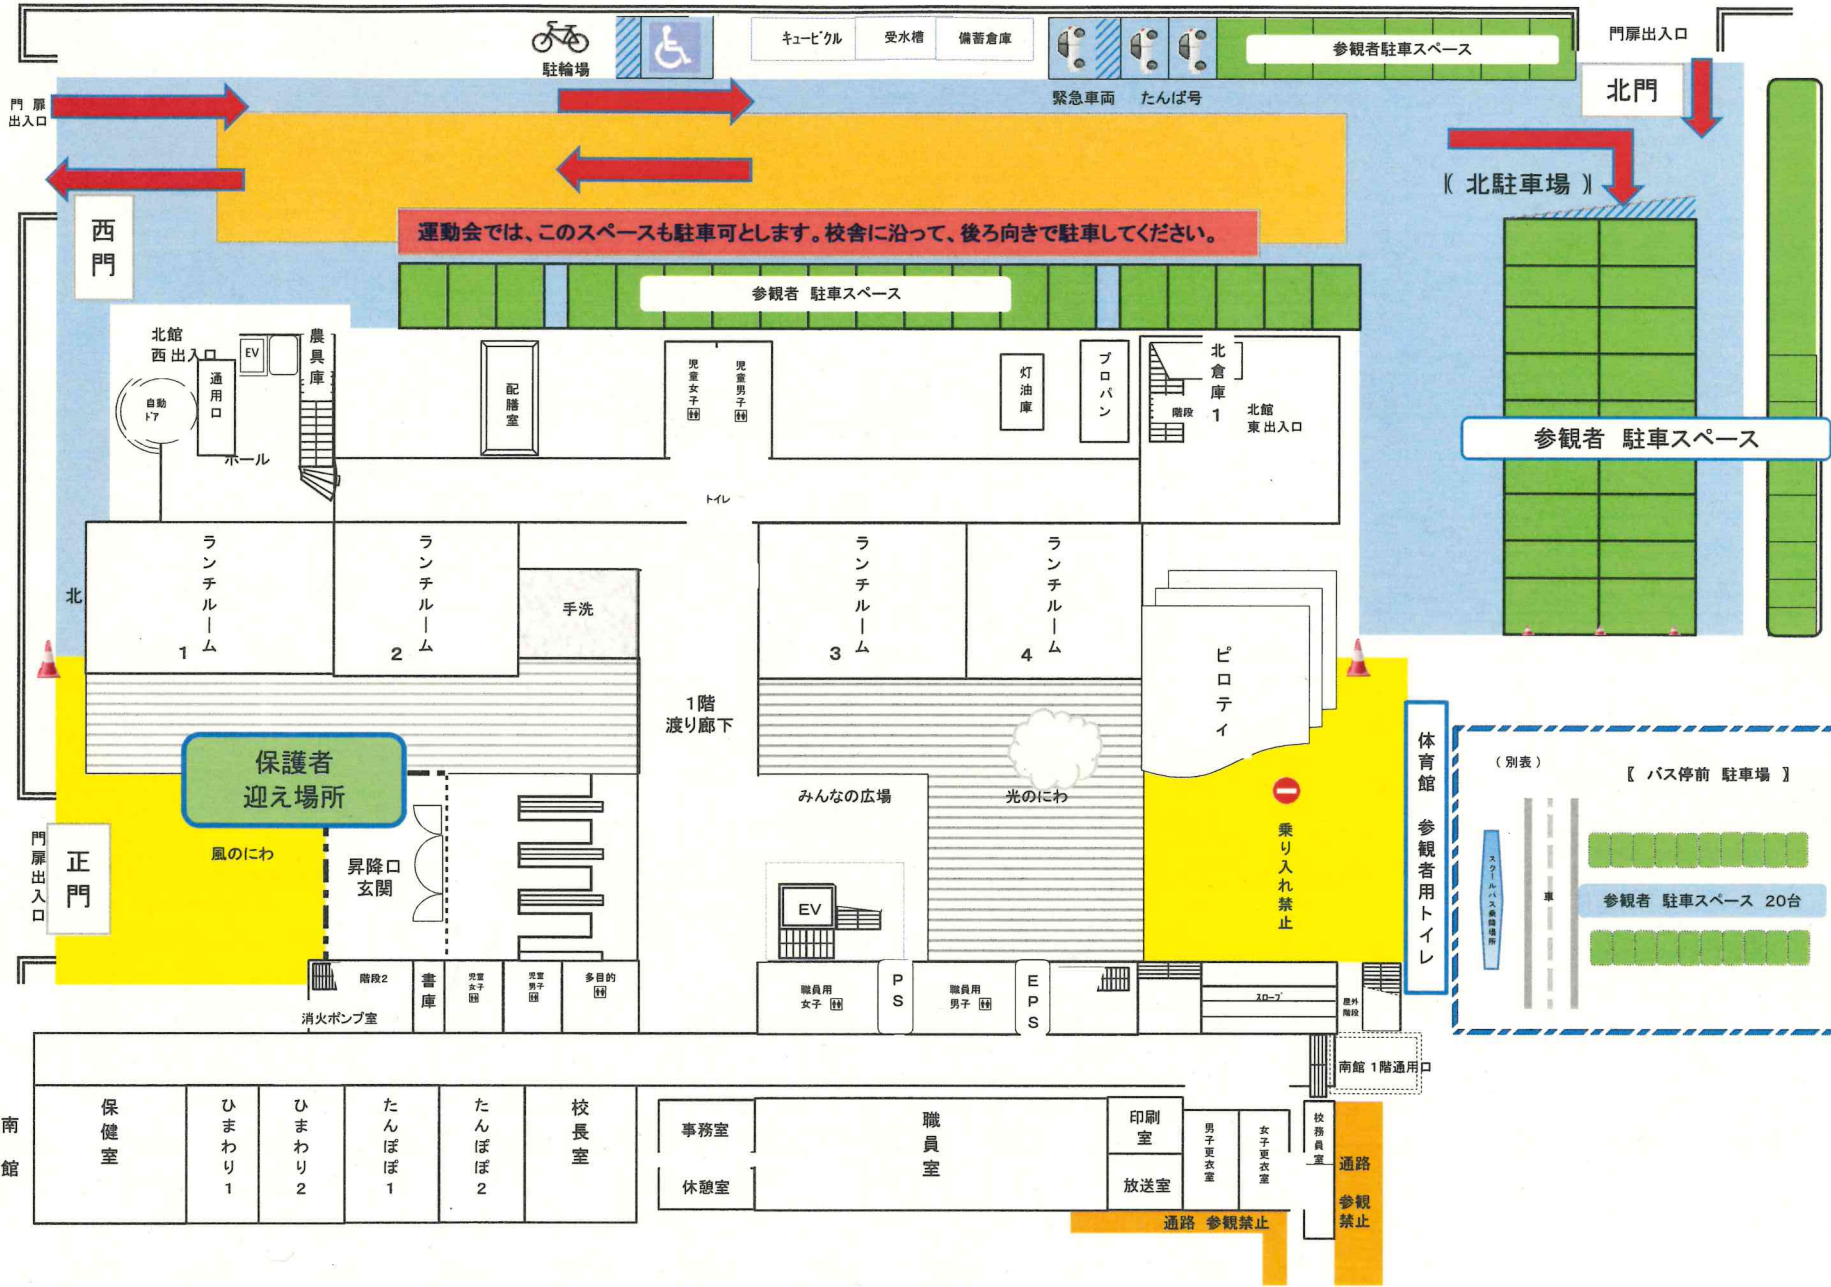 駐輪場
キュービクル
受水槽
備蓄倉庫
緊急車両
たんば号
参観者駐車スペース
門扉出入口
北門
門扉
出入口
西門
《 北駐車場 》
運動会では、このスペースも駐車可とします。校舎に沿って、後ろ向きで駐車してください。
参観者 駐車スペース
北館
西出入口
EV
農具庫
通用口
自動
ドア
ホール
配膳室
児童女子
児童男子
灯油庫
プロパン
北倉庫1
階段
北館
東出入口
参観者 駐車スペース
トイレ
北
ランチルーム1
ランチルーム2
手洗
ランチルーム3
ランチルーム4
ピロティ
1階
渡り廊下
保護者
迎え場所
みんなの広場
光のにわ
乗り入れ禁止
体育館 参観者用トイレ
(別表)
【 バス停前 駐車場 】
スクールバス乗降場所
車
参観者 駐車スペース 20台
門扉出入口
正門
風のにわ
昇降口
玄関
EV
階段2
消火ポンプ室
書庫
児童
女子
児童
男子
多目的
職員用
女子
PS
職員用
男子
EPS
スロープ
屋外
階段
南館 1階通用口
南館
保健室
ひまわり1
ひまわり2
たんぽぽ1
たんぽぽ2
校長室
事務室
休憩室
職員室
印刷
室
放送室
男子更衣室
女子更衣室
校務員室
通路
参観
禁止
通路 参観禁止